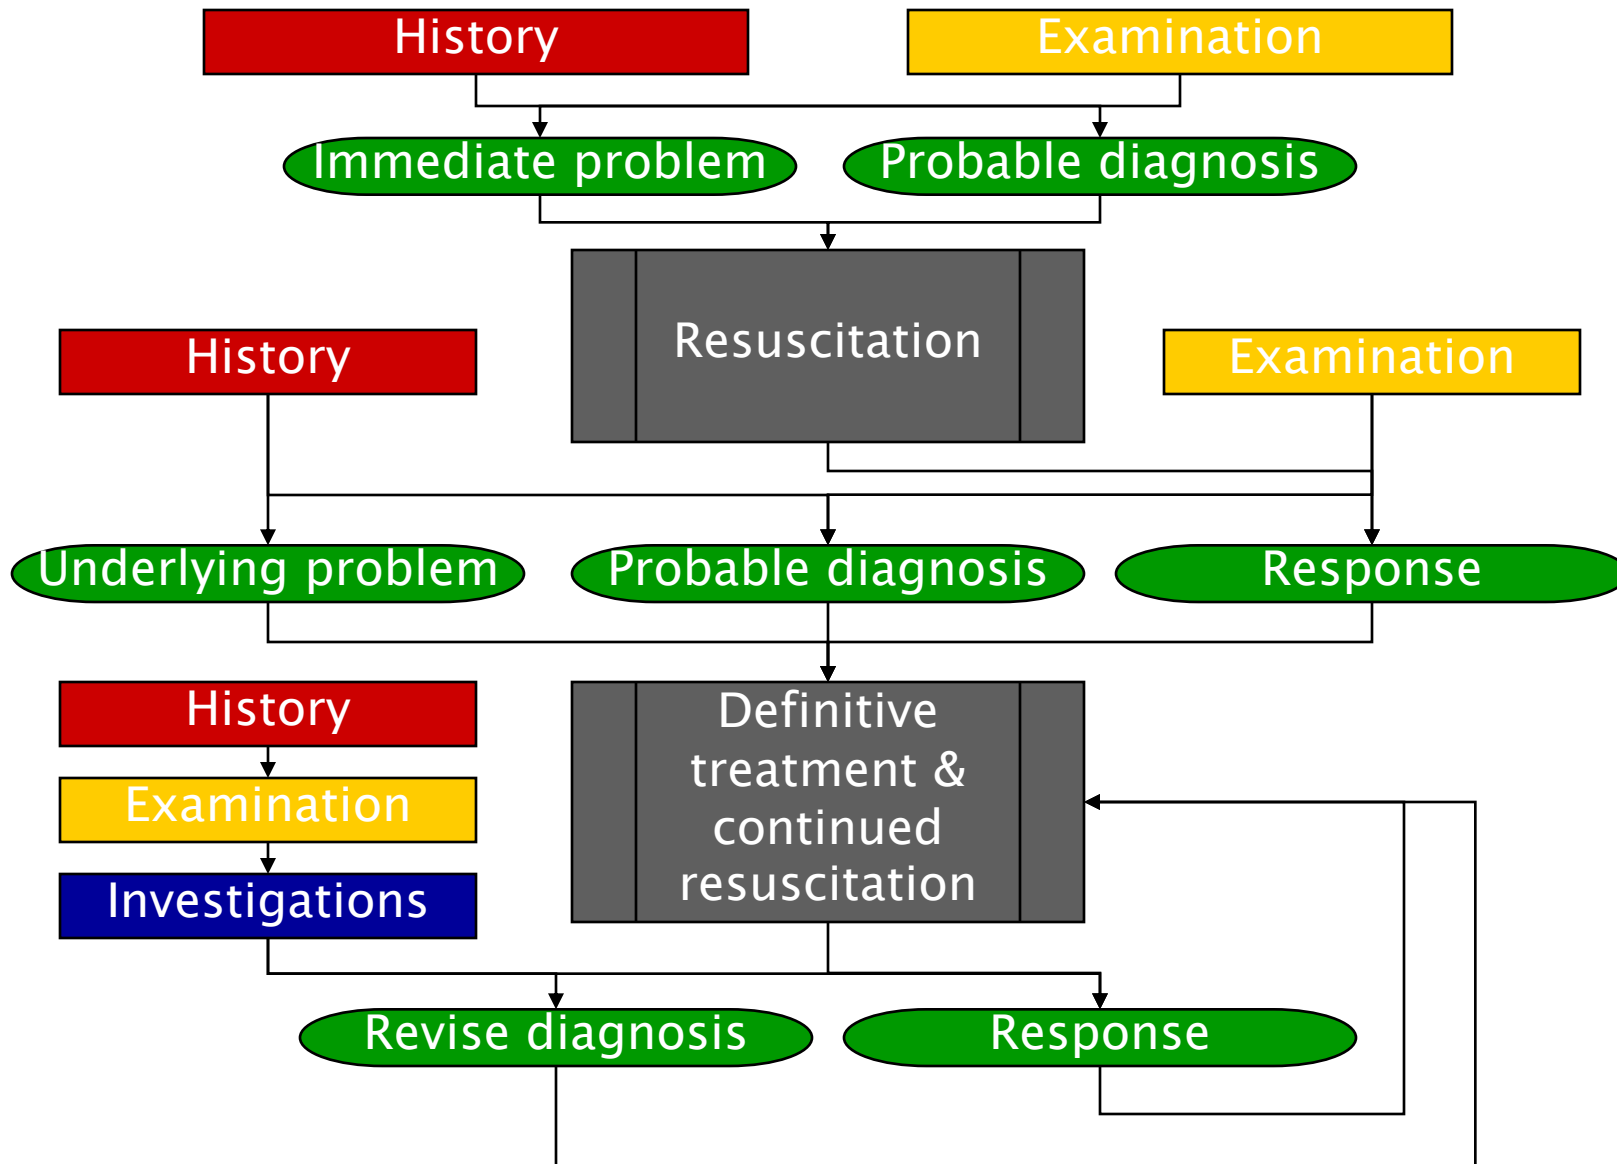 History
Examination
Immediate problem
Probable diagnosis
Resuscitation
History
Examination
Underlying problem
Probable diagnosis
Response
History
Definitive
treatment &
continued
resuscitation
Examination
Investigations
Revise diagnosis
Response